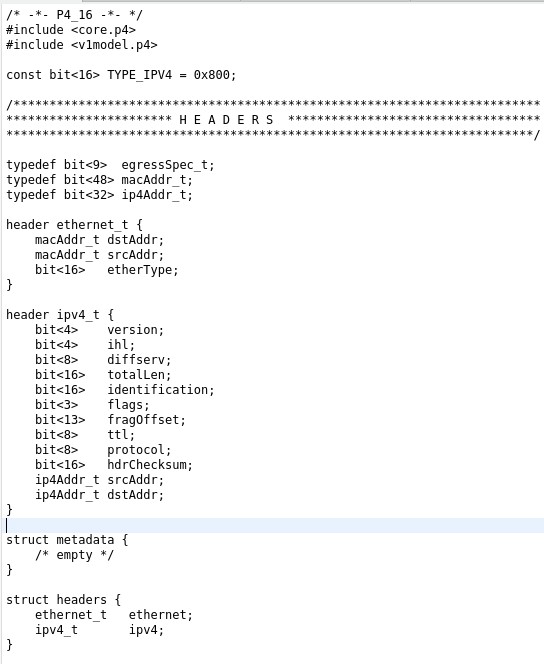 /* -*- P4_16 -*- */
#include <core.p4>
#include <v1model.p4>

const bit<16> TYPE_IPV4 = 0x800;

/*************************************************************************
*********************** H E A D E R S  ***********************************
*************************************************************************/

typedef bit<9>  egressSpec_t;
typedef bit<48> macAddr_t;
typedef bit<32> ip4Addr_t;

header ethernet_t {
    macAddr_t dstAddr;
    macAddr_t srcAddr;
    bit<16>   etherType;
}

header ipv4_t {
    bit<4>    version;
    bit<4>    ihl;
    bit<8>    diffserv;
    bit<16>   totalLen;
    bit<16>   identification;
    bit<3>    flags;
    bit<13>   fragOffset;
    bit<8>    ttl;
    bit<8>    protocol;
    bit<16>   hdrChecksum;
    ip4Addr_t srcAddr;
    ip4Addr_t dstAddr;
}

struct metadata {
    /* empty */
}

struct headers {
    ethernet_t   ethernet;
    ipv4_t       ipv4;
}